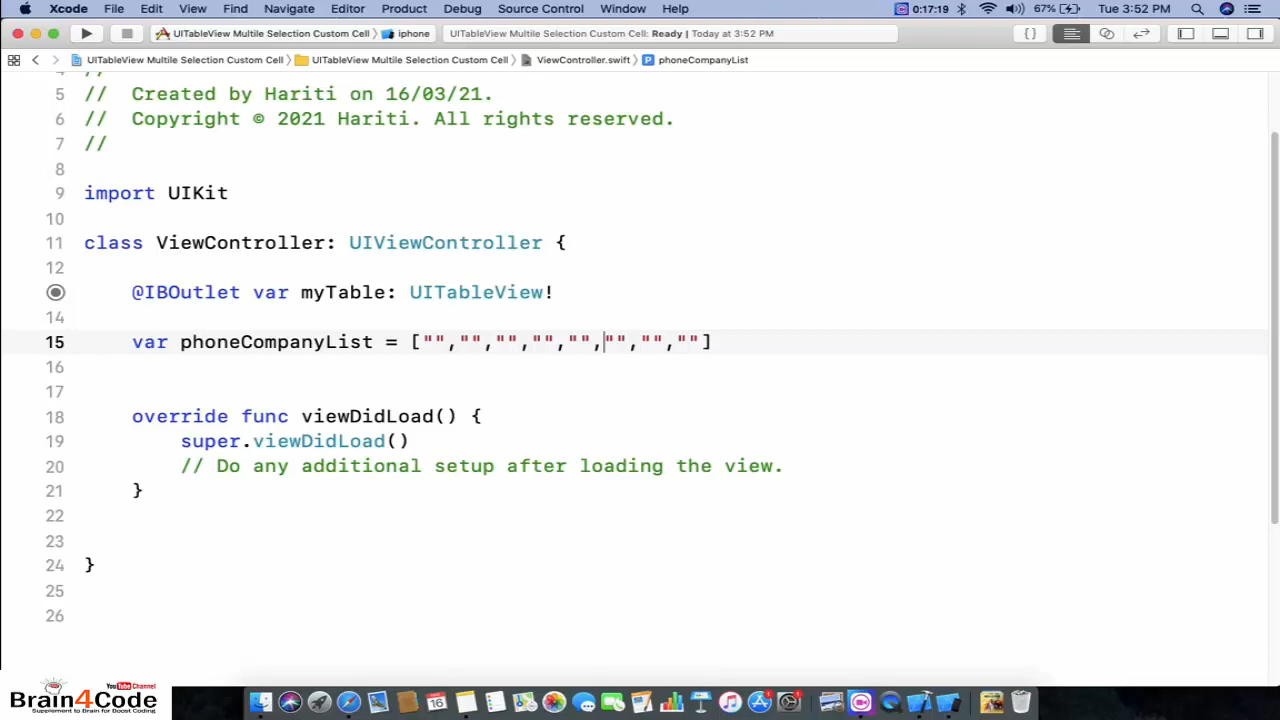 Xcode File Edit View Find Navigate Editor Product Debug Source Control Window Help 0:17:19 67% Tue 3:52 PM
UITableView Multile Selection Custom Cell iphone UITableView Multile Selection Custom Cell: Ready | Today at 3:52 PM { }
UITableView Multile Selection Custom Cell UITableView Multile Selection Custom Cell ViewController.swift P phoneCompanyList
4 //
5 // Created by Hariti on 16/03/21.
6 // Copyright © 2021 Hariti. All rights reserved.
7 //
8
9 import UIKit
10
11 class ViewController: UIViewController {
12
@IBOutlet var myTable: UITableView!
14
15 var phoneCompanyList = ["","","","","","","",""]
16
17
18 override func viewDidLoad() {
19 super.viewDidLoad()
20 // Do any additional setup after loading the view.
21 }
22
23
24 }
25
26
YouTube Channel
Brain4Code
Supplement to Brain for Boost Coding
16